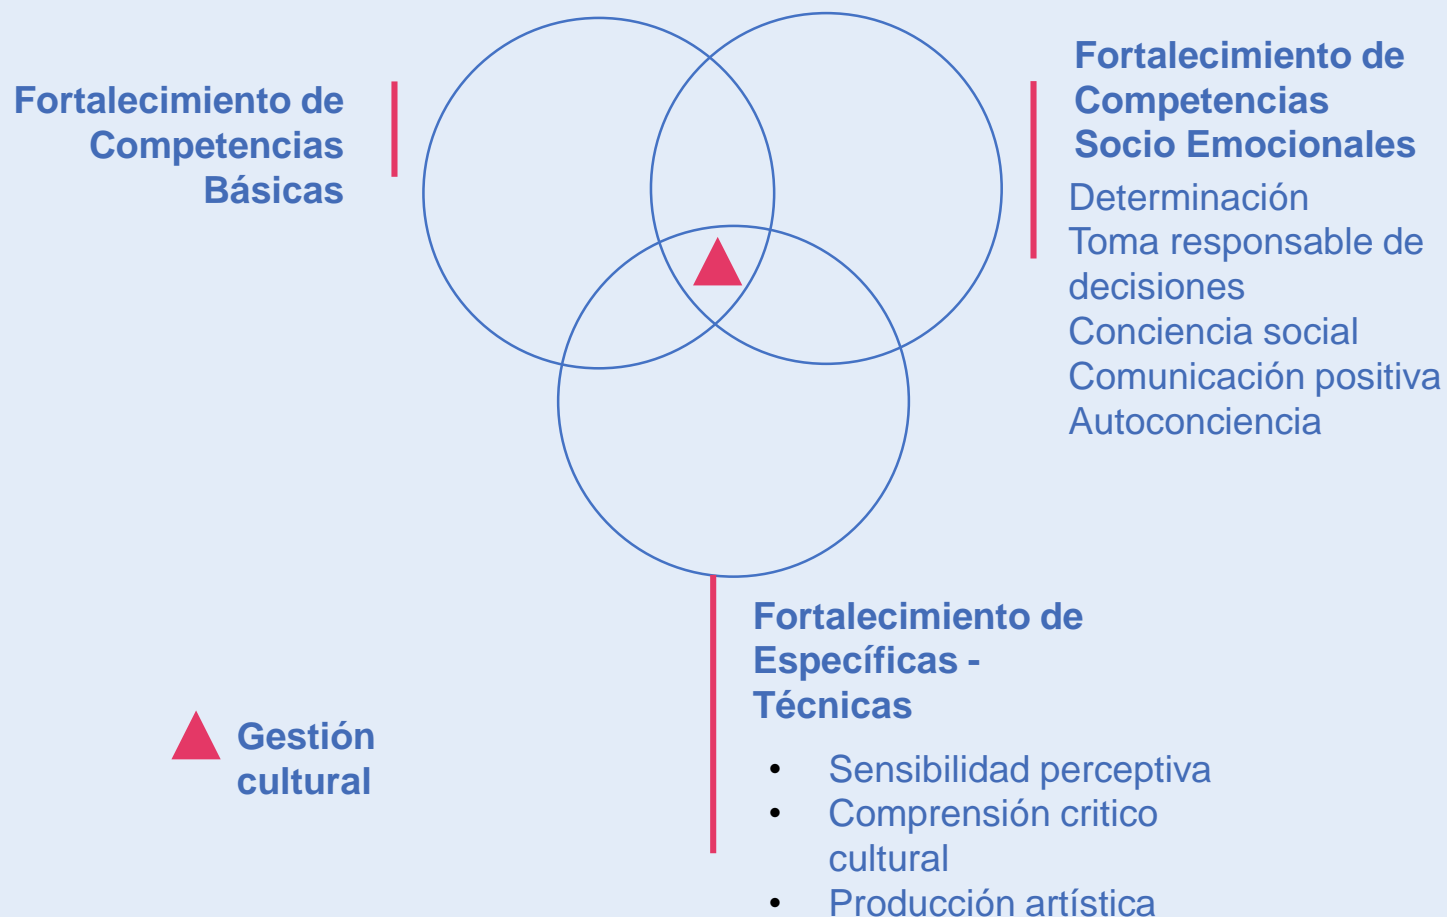 Fortalecimiento de
Competencias
Básicas
Fortalecimiento de
Competencias
Socio Emocionales
Determinación
Toma responsable de
decisiones
Conciencia social
Comunicación positiva
Autoconciencia
Fortalecimiento de
Específicas -
Técnicas
• Sensibilidad perceptiva
• Comprensión critico
cultural
• Producción artística
Gestión
cultural